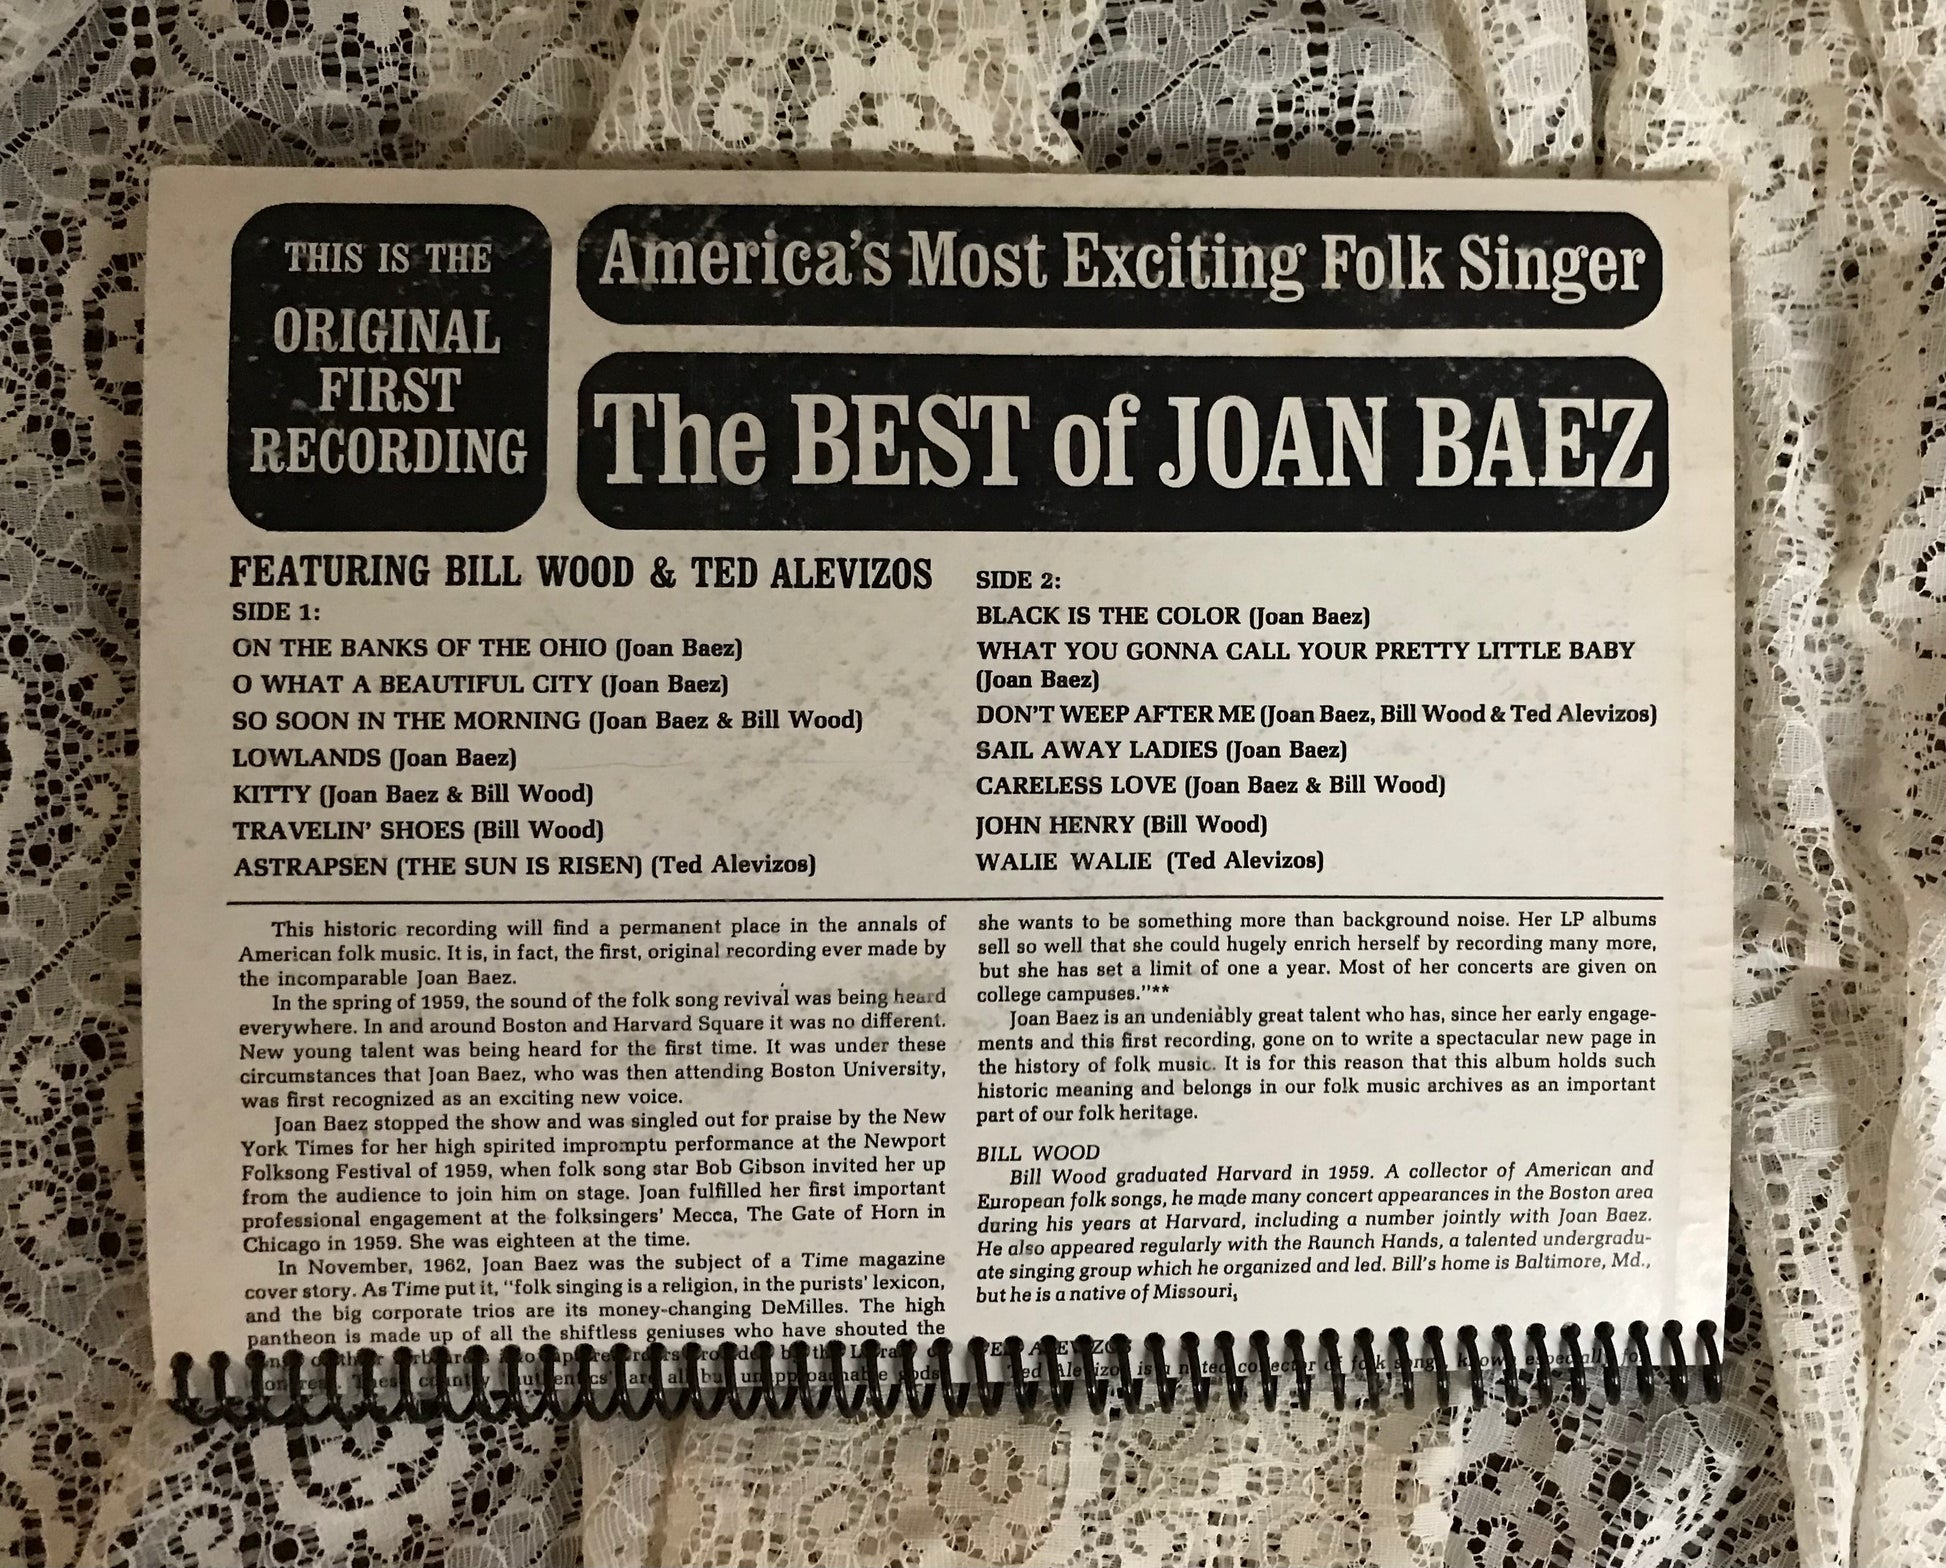 THIS IS THE
ORIGINAL
FIRST
RECORDING
America's Most Exciting Folk Singer
The BEST of JOAN BAEZ
FEATURING BILL WOOD & TED ALEVIZOS
SIDE 1:
ON THE BANKS OF THE OHIO (Joan Baez)
O WHAT A BEAUTIFUL CITY (Joan Baez)
SO SOON IN THE MORNING (Joan Baez & Bill Wood)
LOWLANDS (Joan Baez)
KITTY (Joan Baez & Bill Wood)
TRAVELIN' SHOES (Bill Wood)
ASTRAPSEN (THE SUN IS RISEN) (Ted Alevizos)
SIDE 2:
BLACK IS THE COLOR (Joan Baez)
WHAT YOU GONNA CALL YOUR PRETTY LITTLE BABY
(Joan Baez)
DON'T WEEP AFTER ME (Joan Baez, Bill Wood & Ted Alevizos)
SAIL AWAY LADIES (Joan Baez)
CARELESS LOVE (Joan Baez & Bill Wood)
JOHN HENRY (Bill Wood)
WALIE WALIE (Ted Alevizos)
This historic recording will find a permanent place in the annals of
American folk music. It is, in fact, the first, original recording ever made by
the incomparable Joan Baez.
In the spring of 1959, the sound of the folk song revival was being heard
everywhere. In and around Boston and Harvard Square it was no different.
New young talent was being heard for the first time. It was under these
circumstances that Joan Baez, who was then attending Boston University,
was first recognized as an exciting new voice.
Joan Baez stopped the show and was singled out for praise by the New
York Times for her high spirited impromptu performance at the Newport
Folksong Festival of 1959, when folk song star Bob Gibson invited her up
from the audience to join him on stage. Joan fulfilled her first important
professional engagement at the folksingers' Mecca, The Gate of Horn in
Chicago in 1959. She was eighteen at the time.
In November, 1962, Joan Baez was the subject of a Time magazine
cover story. As Time put it, "folk singing is a religion, in the purists' lexicon,
and the big corporate trios are its money-changing DeMilles. The high
pantheon is made up of all the shiftless geniuses who have shouted the
are all but unapproachable gods
she wants to be something more than background noise. Her LP albums
sell so well that she could hugely enrich herself by recording many more,
but she has set a limit of one a year. Most of her concerts are given on
college campuses."**
Joan Baez is an undeniably great talent who has, since her early engage-
ments and this first recording, gone on to write a spectacular new page in
the history of folk music. It is for this reason that this album holds such
historic meaning and belongs in our folk music archives as an important
part of our folk heritage.
BILL WOOD
Bill Wood graduated Harvard in 1959. A collector of American and
European folk songs, he made many concert appearances in the Boston area
during his years at Harvard, including a number jointly with Joan Baez.
He also appeared regularly with the Raunch Hands, a talented undergradu-
ate singing group which he organized and led. Bill's home is Baltimore, Md.,
but he is a native of Missouri,
TED ALEVIZOS
Ted Alevizos is a noted collector of folk songs, known especially for